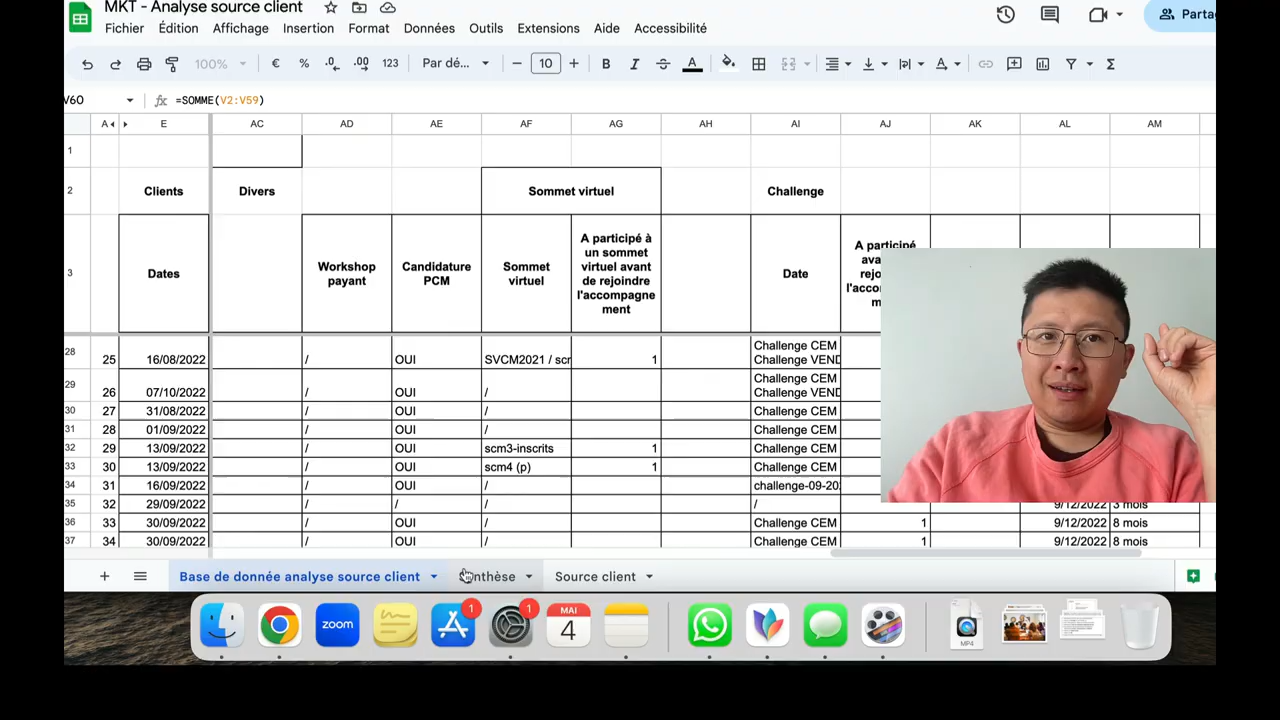 MKT - Analyse source client
Fichier Édition Affichage Insertion Format Données Outils Extensions Aide Accessibilité
100% € % .0 .00 123 Par dé... 10 B I A Σ
V60 fx =SOMME(V2:V59)
A E AC AD AE AF AG AH AI AJ AK AL AM
1
2 Clients Divers Sommet virtuel Challenge
3 Dates Workshop payant Candidature PCM Sommet virtuel A participé à un sommet virtuel avant de rejoindre l'accompagnement Date A participé
28 25 16/08/2022 / OUI SVCM2021 / scr 1 Challenge CEM
Challenge VEND
29 26 07/10/2022 / OUI / Challenge CEM
Challenge VEND
30 27 31/08/2022 / OUI / Challenge CEM
31 28 01/09/2022 / OUI / Challenge CEM
32 29 13/09/2022 / OUI scm3-inscrits 1 Challenge CEM
33 30 13/09/2022 / OUI scm4 (p) 1 Challenge CEM
34 31 16/09/2022 / OUI / challenge-09-20
35 32 29/09/2022 / / / / 9/12/2022 3 mois
36 33 30/09/2022 / OUI / Challenge CEM 1 9/12/2022 8 mois
37 34 30/09/2022 / OUI / Challenge CEM 1 9/12/2022 8 mois
Base de donnée analyse source client Synthèse Source client
zoom 1 1 MAI 4 MP4